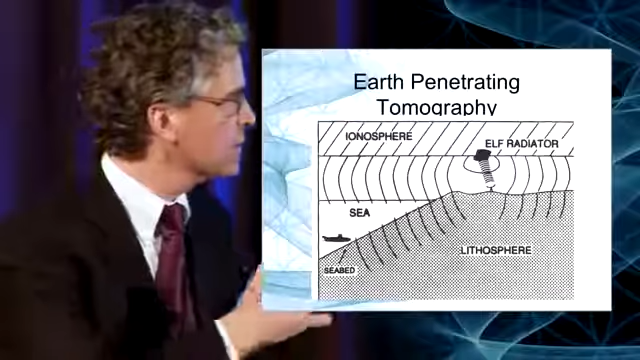 Earth Penetrating
Tomography
IONOSPHERE
ELF RADIATOR
SEA
LITHOSPHERE
SEABED